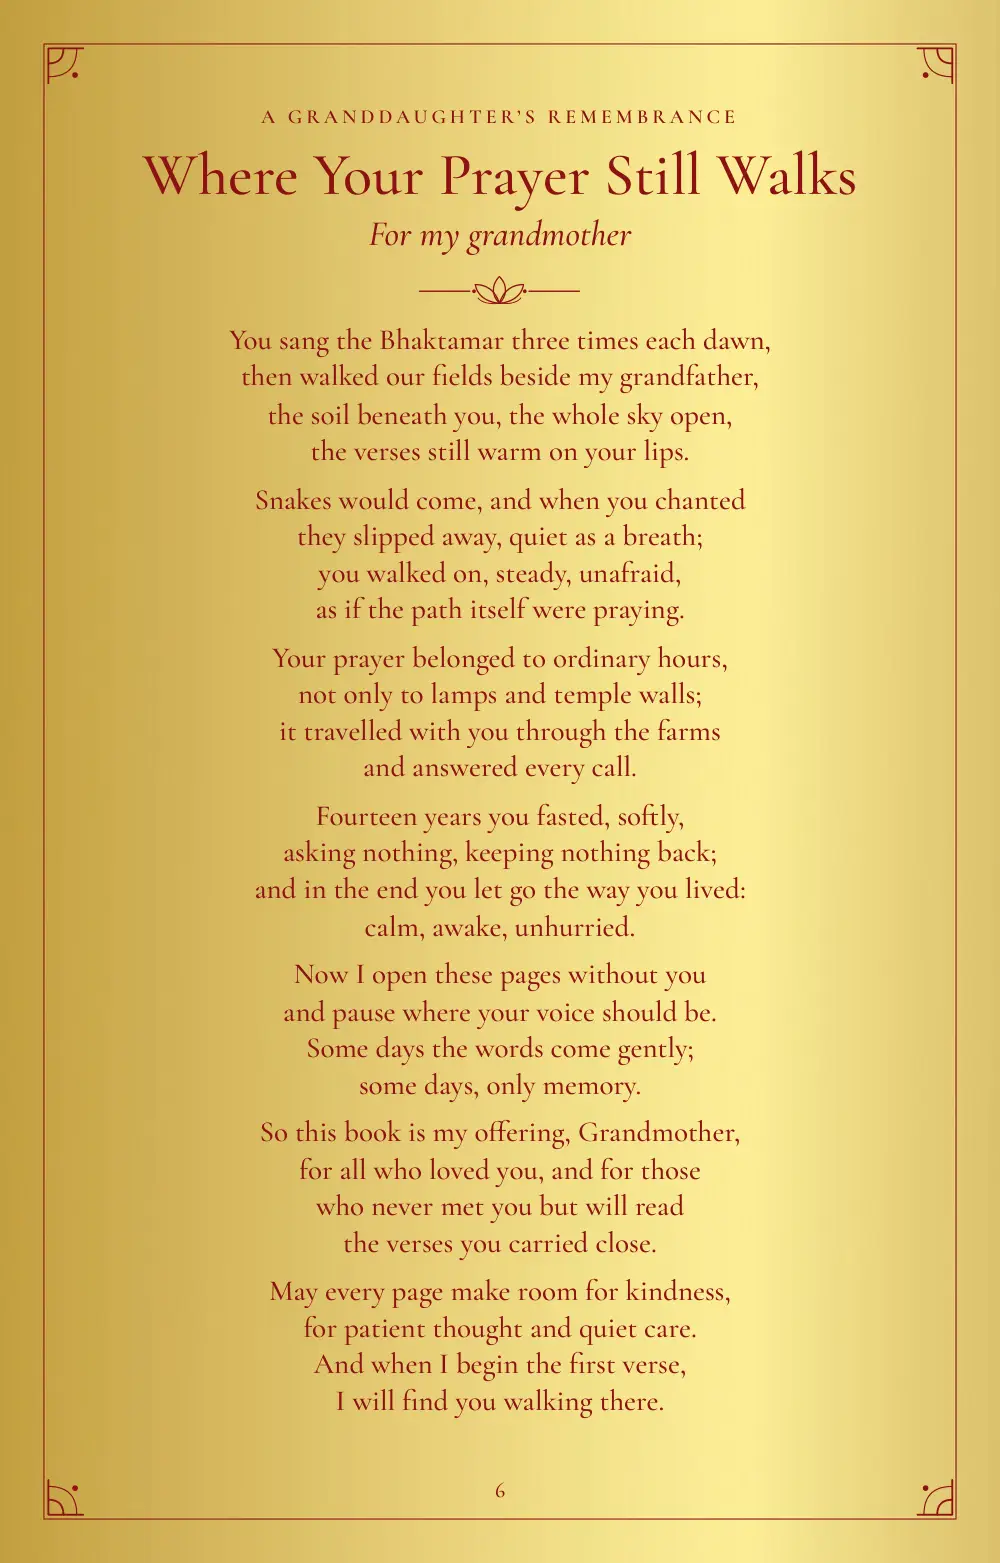 A GRANDDAUGHTER’S REMEMBRANCE
Where Your Prayer Still Walks
For my grandmother
You sang the Bhaktamar three times each dawn,
then walked our fields beside my grandfather,
the soil beneath you, the whole sky open,
the verses still warm on your lips.
Snakes would come, and when you chanted
they slipped away, quiet as a breath;
you walked on, steady, unafraid,
as if the path itself were praying.
Your prayer belonged to ordinary hours,
not only to lamps and temple walls;
it travelled with you through the farms
and answered every call.
Fourteen years you fasted, softly,
asking nothing, keeping nothing back;
and in the end you let go the way you lived:
calm, awake, unhurried.
Now I open these pages without you
and pause where your voice should be.
Some days the words come gently;
some days, only memory.
So this book is my offering, Grandmother,
for all who loved you, and for those
who never met you but will read
the verses you carried close.
May every page make room for kindness,
for patient thought and quiet care.
And when I begin the first verse,
I will find you walking there.
6